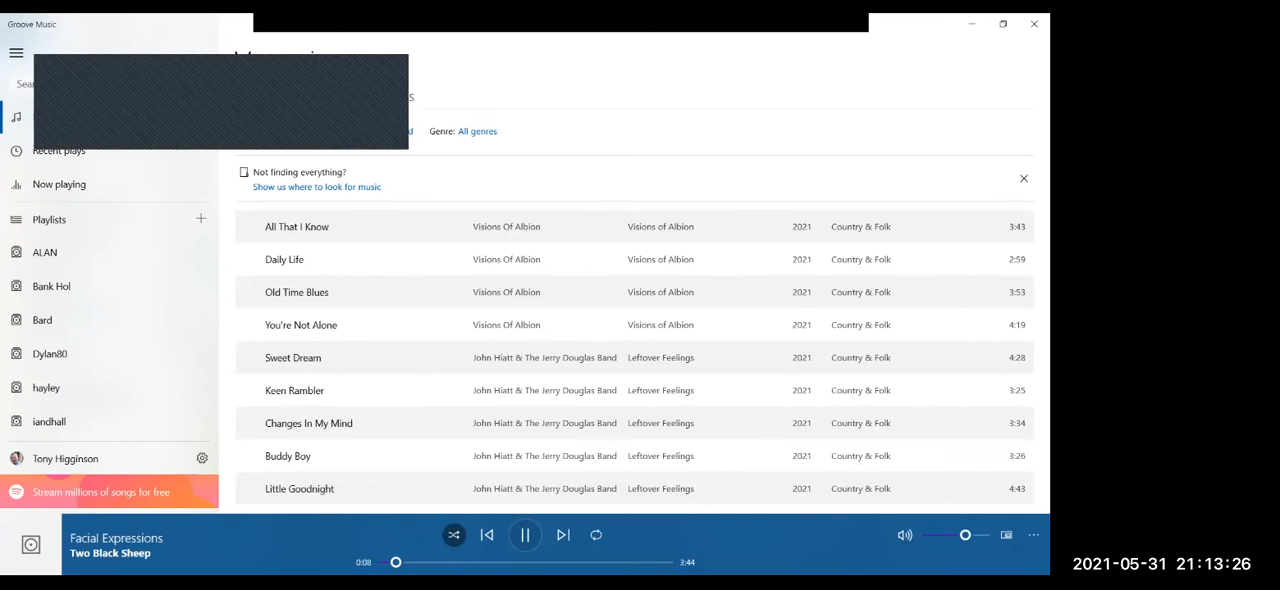 Groove Music
Sear
s
d Genre: All genres
Recent plays
Not finding everything?
Show us where to look for music
Now playing
Playlists
ALAN
Bank Hol
Bard
Dylan80
hayley
iandhall
Tony Higginson
Stream millions of songs for free
All That I Know Visions Of Albion Visions of Albion 2021 Country & Folk 3:43
Daily Life Visions Of Albion Visions of Albion 2021 Country & Folk 2:59
Old Time Blues Visions Of Albion Visions of Albion 2021 Country & Folk 3:53
You're Not Alone Visions Of Albion Visions of Albion 2021 Country & Folk 4:19
Sweet Dream John Hiatt & The Jerry Douglas Band Leftover Feelings 2021 Country & Folk 4:28
Keen Rambler John Hiatt & The Jerry Douglas Band Leftover Feelings 2021 Country & Folk 3:25
Changes In My Mind John Hiatt & The Jerry Douglas Band Leftover Feelings 2021 Country & Folk 3:34
Buddy Boy John Hiatt & The Jerry Douglas Band Leftover Feelings 2021 Country & Folk 3:26
Little Goodnight John Hiatt & The Jerry Douglas Band Leftover Feelings 2021 Country & Folk 4:43
Facial Expressions
Two Black Sheep
0:08 3:44
2021-05-31 21:13:26